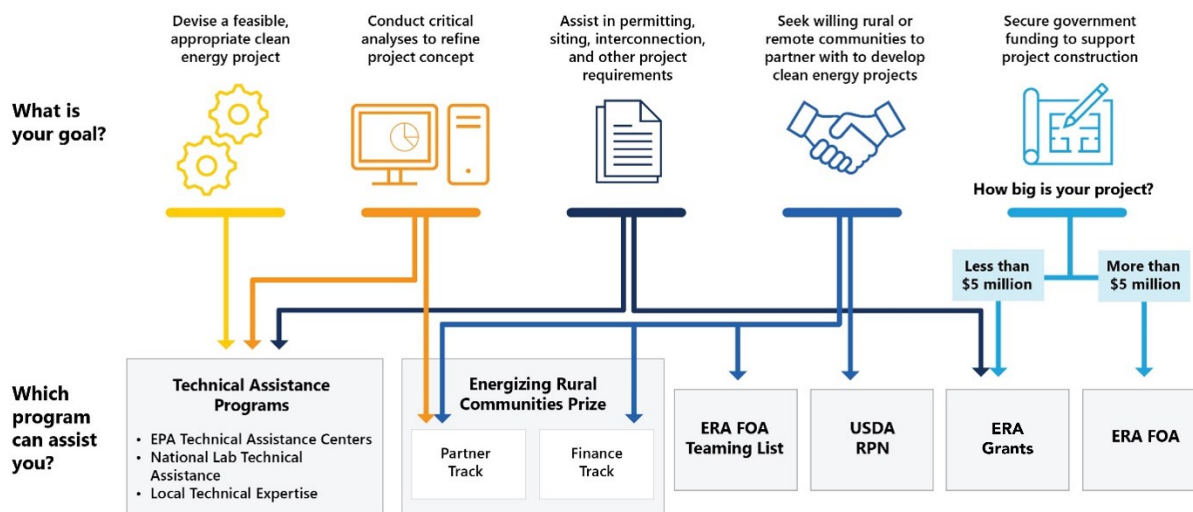 Devise a feasible,
appropriate clean
energy project
Conduct critical
analyses to refine
project concept
Assist in permitting,
siting, interconnection,
and other project
requirements
Seek willing rural or
remote communities to
partner with to develop
clean energy projects
Secure government
funding to support
project construction
What is
your goal?
How big is your project?
Less than
$5 million
More than
$5 million
Which
program
can assist
you?
Technical Assistance
Programs
• EPA Technical Assistance Centers
• National Lab Technical
Assistance
• Local Technical Expertise
Energizing Rural
Communities Prize
Partner
Track
Finance
Track
ERA FOA
Teaming List
USDA
RPN
ERA
Grants
ERA FOA